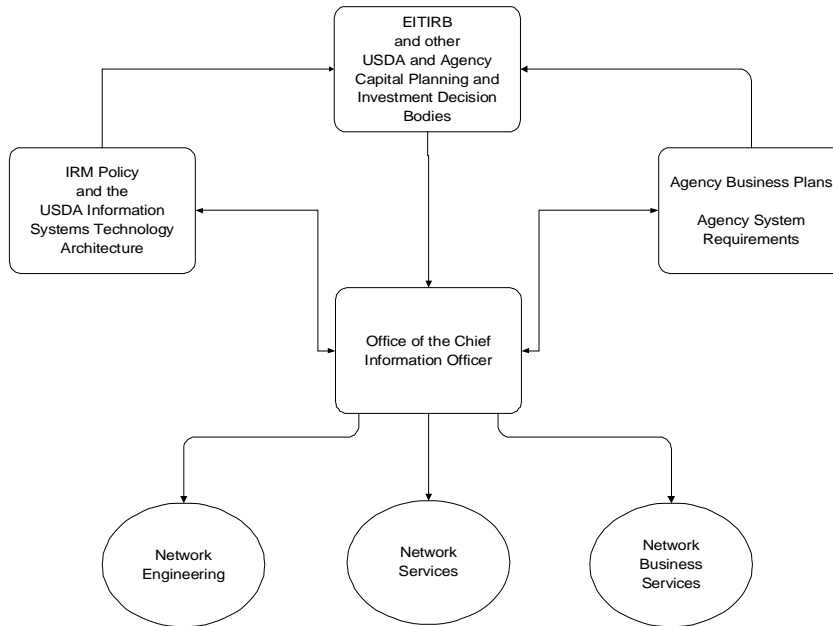 EITIRB
and other
USDA and Agency
Capital Planning and
Investment Decision
Bodies
IRM Policy
and the
USDA Information
Systems Technology
Architecture
Agency Business Plans
Agency System
Requirements
Office of the Chief
Information Officer
Network
Engineering
Network
Services
Network
Business
Services